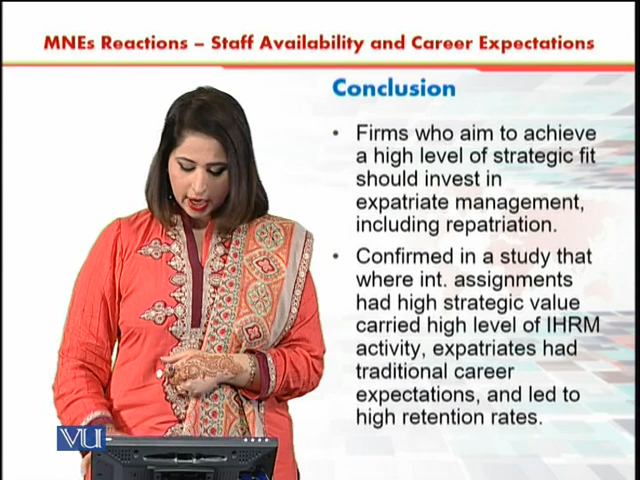 MNEs Reactions – Staff Availability and Career Expectations
Conclusion
• Firms who aim to achieve
a high level of strategic fit
should invest in
expatriate management,
including repatriation.
• Confirmed in a study that
where int. assignments
had high strategic value
carried high level of IHRM
activity, expatriates had
traditional career
expectations, and led to
high retention rates.
VU